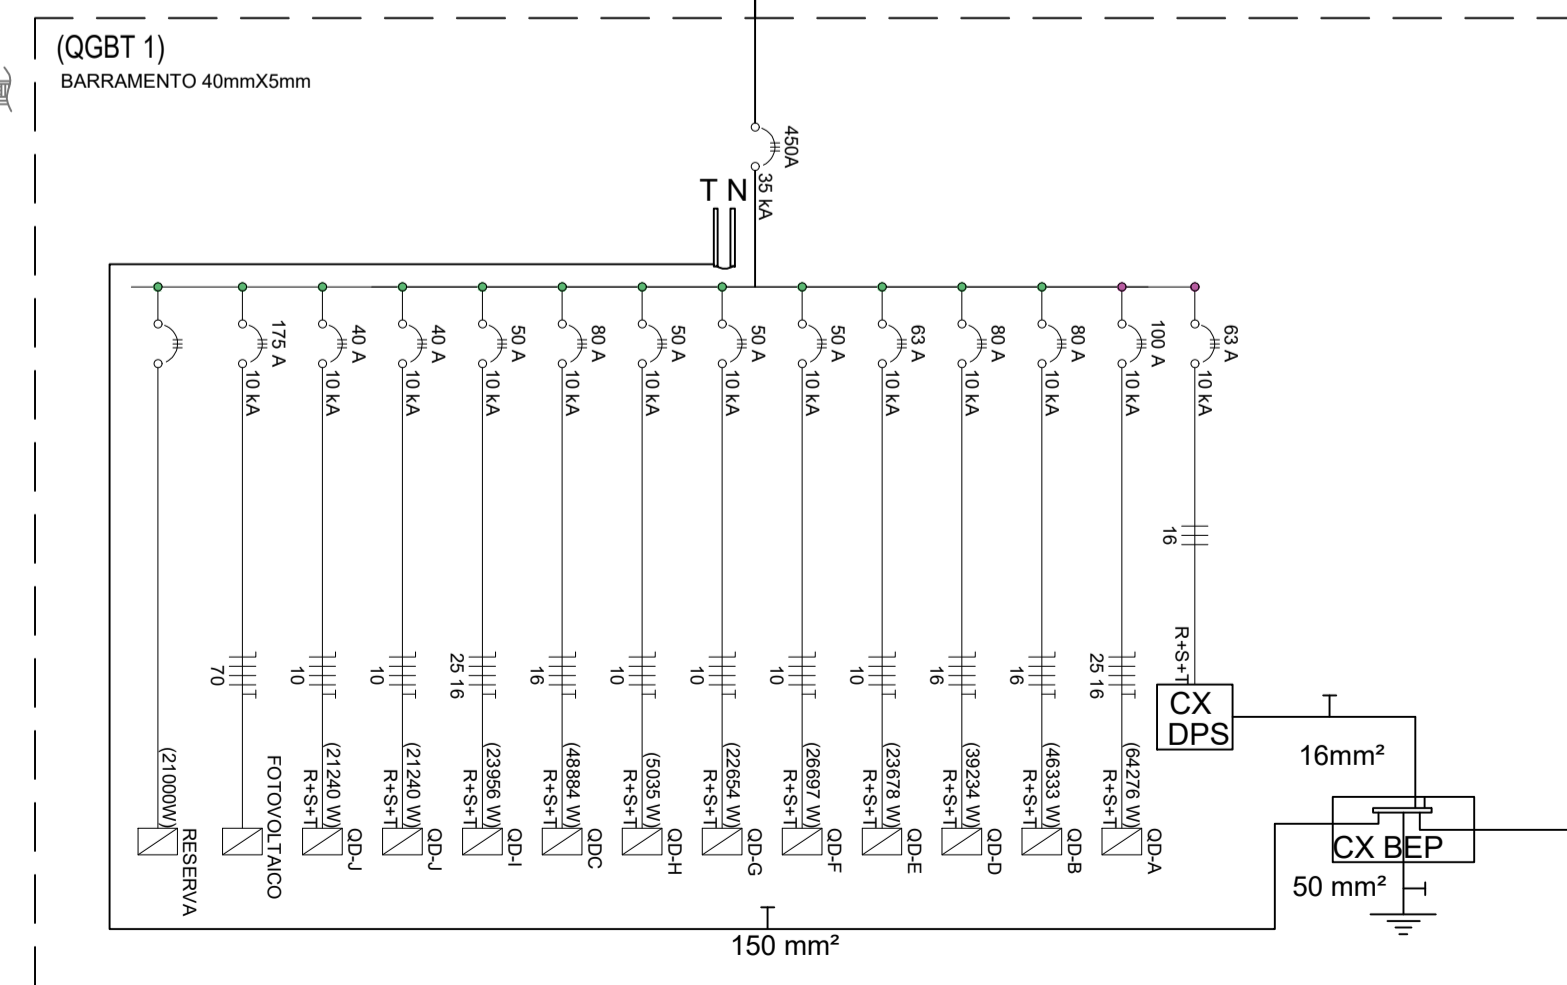 (QGBT 1)
BARRAMENTO 40mmX5mm
450A
35 kA
T N
175 A
40 A
40 A
50 A
80 A
50 A
50 A
50 A
63 A
80 A
80 A
100 A
63 A
10 kA
10 kA
10 kA
10 kA
10 kA
10 kA
10 kA
10 kA
10 kA
10 kA
10 kA
10 kA
10 kA
16
R+S+T
70
10
10
25 16
16
10
10
10
10
16
16
25 16
CX
DPS
16mm²
(21000W)
RESERVA
FOTOVOLTAICO
(21240 W)
R+S+T
QD-J
(21240 W)
R+S+T
QD-J
(23956 W)
R+S+T
QD-I
(48884 W)
R+S+T
QDC
(5035 W)
R+S+T
QD-H
(22654 W)
R+S+T
QD-G
(26697 W)
R+S+T
QD-F
(23678 W)
R+S+T
QD-E
(39234 W)
R+S+T
QD-D
(46333 W)
R+S+T
QD-B
(64276 W)
R+S+T
QD-A
CX BEP
50 mm²
150 mm²